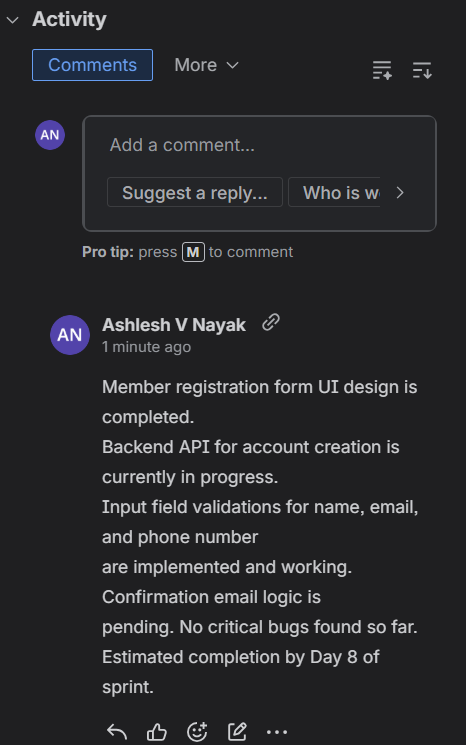 Activity
Comments
More
AN
Add a comment...
Suggest a reply...
Who is w
Pro tip: press M to comment
AN
Ashlesh V Nayak
1 minute ago
Member registration form UI design is
completed.
Backend API for account creation is
currently in progress.
Input field validations for name, email,
and phone number
are implemented and working.
Confirmation email logic is
pending. No critical bugs found so far.
Estimated completion by Day 8 of
sprint.